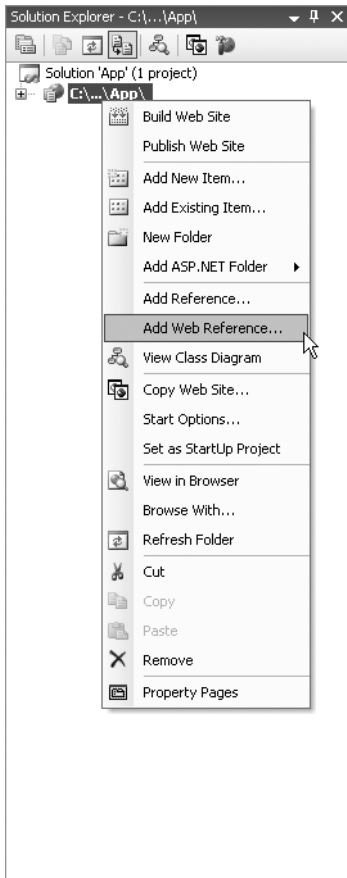 Solution Explorer - C:\...\App\
Solution 'App' (1 project)
C:\...\App\
Build Web Site
Publish Web Site
Add New Item...
Add Existing Item...
New Folder
Add ASP.NET Folder
Add Reference...
Add Web Reference...
View Class Diagram
Copy Web Site...
Start Options...
Set as StartUp Project
View in Browser
Browse With...
Refresh Folder
Cut
Copy
Paste
Remove
Property Pages